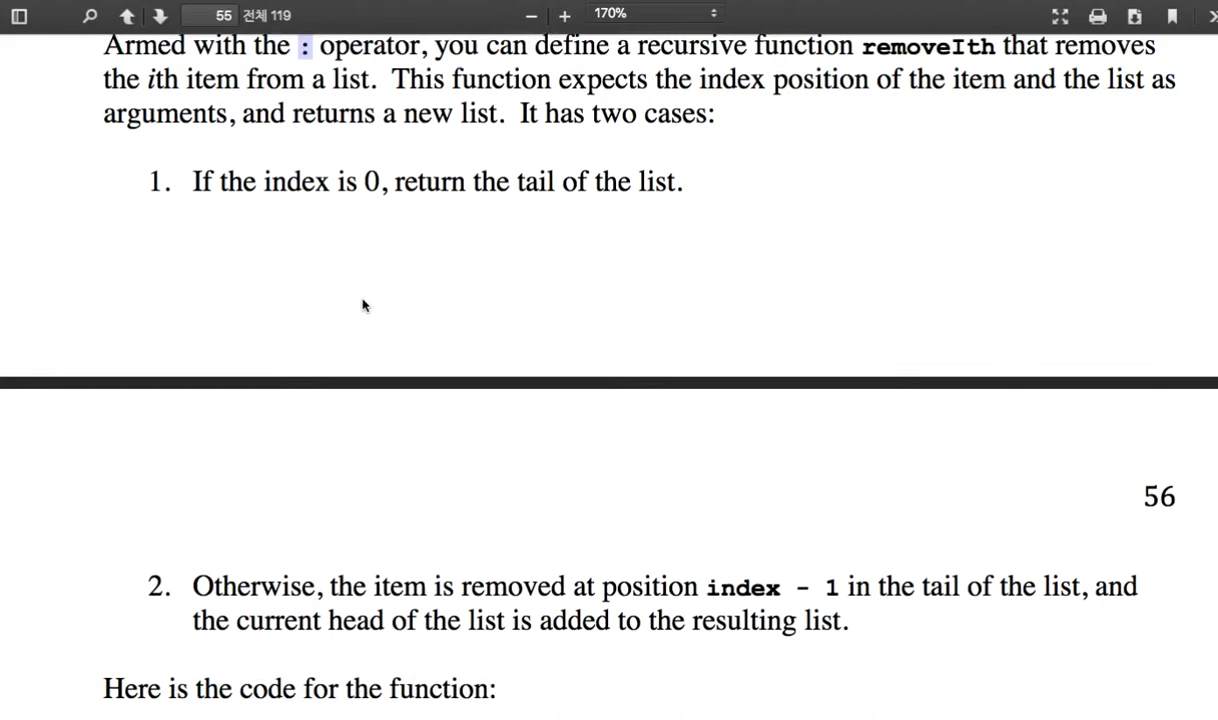 55 전체 119
170%
Armed with the : operator, you can define a recursive function removeIth that removes
the ith item from a list. This function expects the index position of the item and the list as
arguments, and returns a new list. It has two cases:
1. If the index is 0, return the tail of the list.
56
2. Otherwise, the item is removed at position index - 1 in the tail of the list, and
the current head of the list is added to the resulting list.
Here is the code for the function: